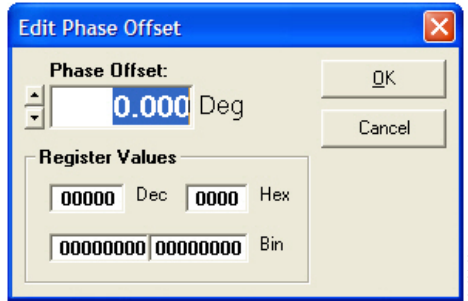 Edit Phase Offset
Phase Offset:
0.000 Deg
OK
Cancel
Register Values
00000 Dec 0000 Hex
00000000 00000000 Bin